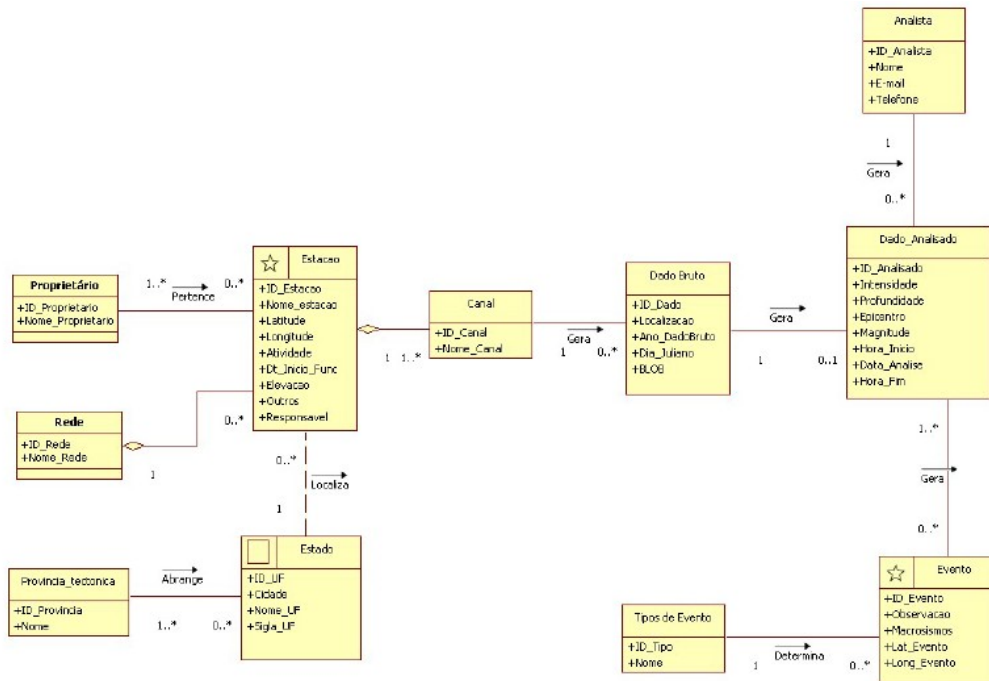 Analista
+ID_Analista
+Nome
+E-mail
+Telefone
1
Gera
0..*
Dado_Analisado
+ID_Analisado
+Intensidade
+Profundidade
+Epicentro
+Magnitude
+Hora_Inicio
+Data_Analise
+Hora_Fim
Proprietário
+ID_Proprietario
+Nome_Proprietario
1..*
0..*
Pertence
Estacao
+ID_Estacao
+Nome_estacao
+Latitude
+Longitude
+Atividade
+Dt_Inicio_Func
+Elevacao
+Outros
+Responsavel
Canal
+ID_Canal
+Nome_Canal
1
1..*
Gera
1
0..*
Dado Bruto
+ID_Dado
+Localizacao
+Ano_DadoBruto
+Dia_Juliano
+BLOB
Gera
1
0..1
Rede
+ID_Rede
+Nome_Rede
1
0..*
0..*
Localiza
1
1..*
Gera
0..*
Provincia_tectonica
+ID_Provincia
+Nome
Abrange
1..*
0..*
Estado
+ID_UF
+Cidade
+Nome_UF
+Sigla_UF
Tipos de Evento
+ID_Tipo
+Nome
1
Determina
0..*
Evento
+ID_Evento
+Observacao
+Macrosismos
+Lat_Evento
+Long_Evento